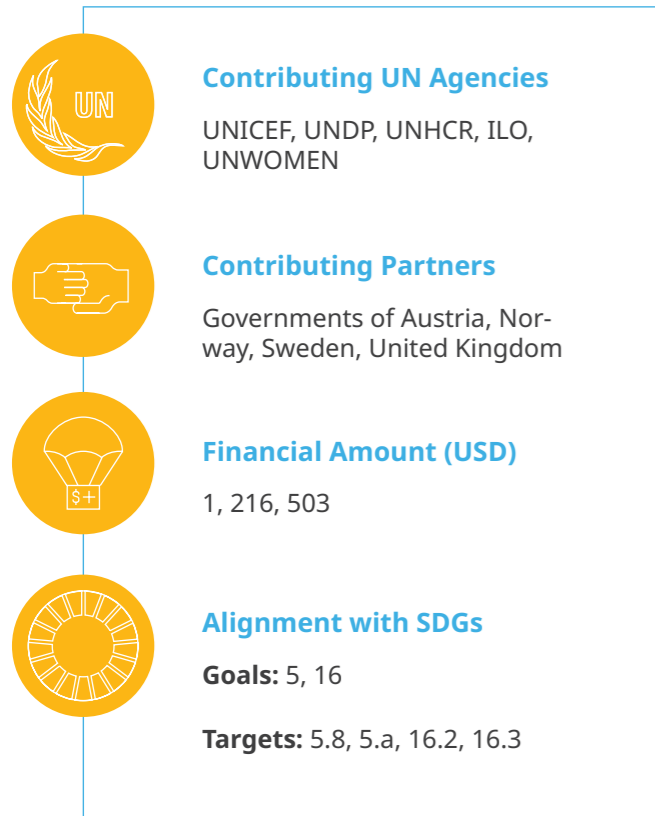 UN
Contributing UN Agencies
UNICEF, UNDP, UNHCR, ILO,
UNWOMEN
Contributing Partners
Governments of Austria, Nor-
way, Sweden, United Kingdom
$+
Financial Amount (USD)
1, 216, 503
Alignment with SDGs
Goals: 5, 16
Targets: 5.8, 5.a, 16.2, 16.3